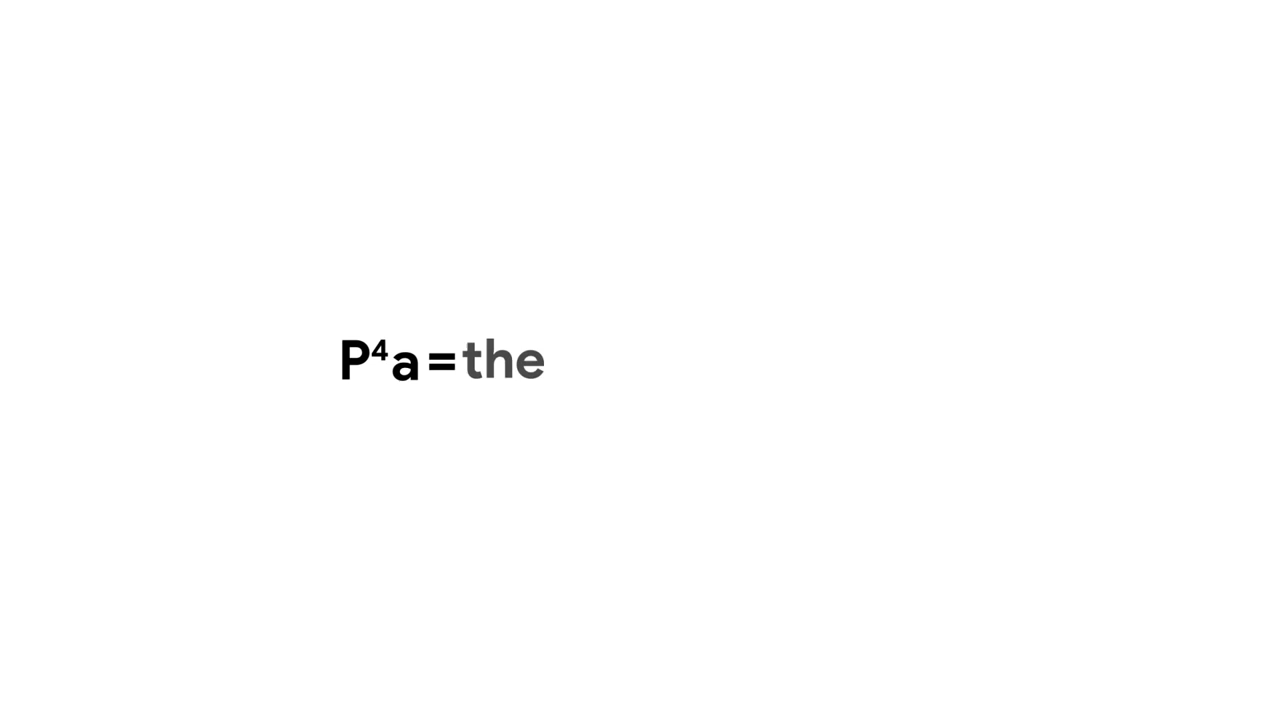 P⁴a = the